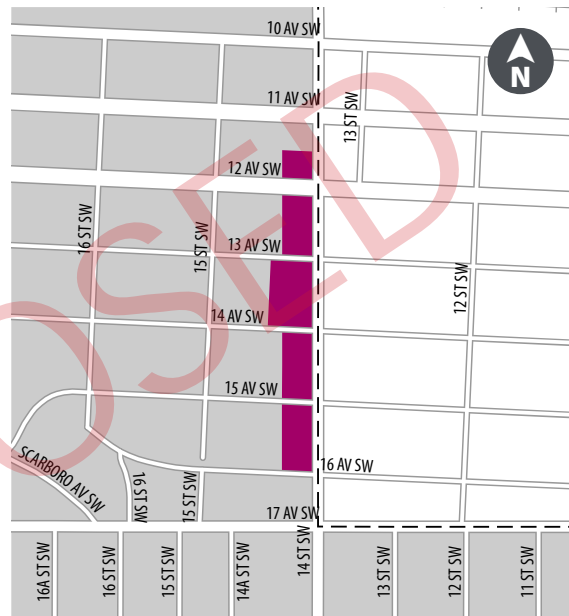 10 AV SW
N
11 AV SW
13 ST SW
12 AV SW
16 ST SW
15 ST SW
13 AV SW
12 ST SW
14 AV SW
15 AV SW
SCARBORO AV SW
16 ST SW
15 ST SW
16 AV SW
17 AV SW
16A ST SW
16 ST SW
15 ST SW
14A ST SW
14 ST SW
13 ST SW
12 ST SW
11 ST SW
OSED